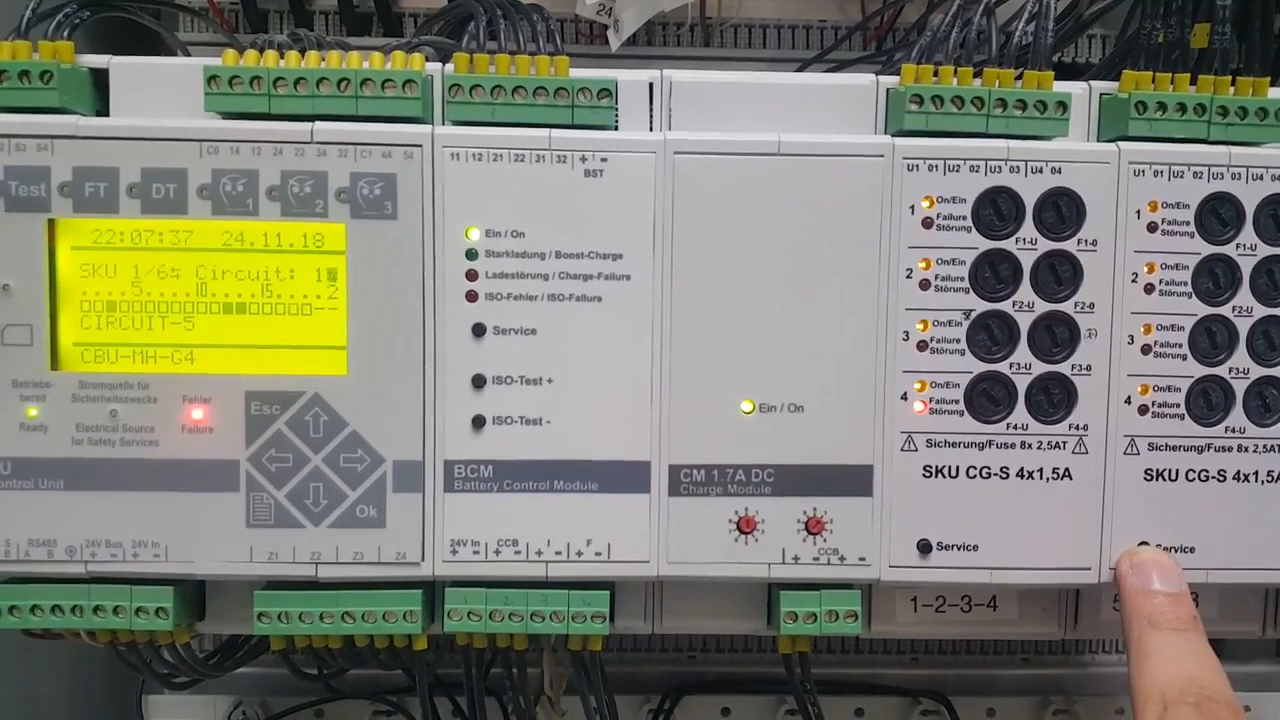 24
S3 S4
C0 14 12 24 22 34 32 C1 44 54
Test
FT
DT
1
2
3
22:07:37 24.11.18
SKU 1/6 Circuit: 1
....5....10....15....2
CIRCUIT-5
CBU-MH-G4
Betriebs-
bereit
Ready
Stromquelle für
Sicherheitszwecke
Electrical Source
for Safety Services
Fehler
Failure
Esc
Ok
ontrol Unit
RS485
A B
24V Bus
+ -
24V In
+ -
Z1 Z2 Z3 Z4
11 12 21 22 31 32 + -
BST
Ein / On
Starkladung / Boost-Charge
Ladestörung / Charge-Failure
ISO-Fehler / ISO-Failure
Service
ISO-Test +
ISO-Test -
BCM
Battery Control Module
24V In CCB I F
+ - + - + - + -
1 2 3 4
Ein / On
CM 1.7A DC
Charge Module
CCB
+ - + -
U1 01 U2 02 U3 03 U4 04
1 On/Ein
Failure
Störung
F1-U F1-0
2 On/Ein
Failure
Störung
F2-U F2-0
3 On/Ein
Failure
Störung
F3-U F3-0
4 On/Ein
Failure
Störung
F4-U F4-0
Sicherung/Fuse 8x 2,5AT
SKU CG-S 4x1,5A
Service
1-2-3-4
U1 01 U2 02 U3 03 U4 04
1 On/Ein
Failure
Störung
F1-U
2 On/Ein
Failure
Störung
F2-U
3 On/Ein
Failure
Störung
F3-U
4 On/Ein
Failure
Störung
F4-U
Sicherung/Fuse 8x 2,5A
SKU CG-S 4x1,5A
Service